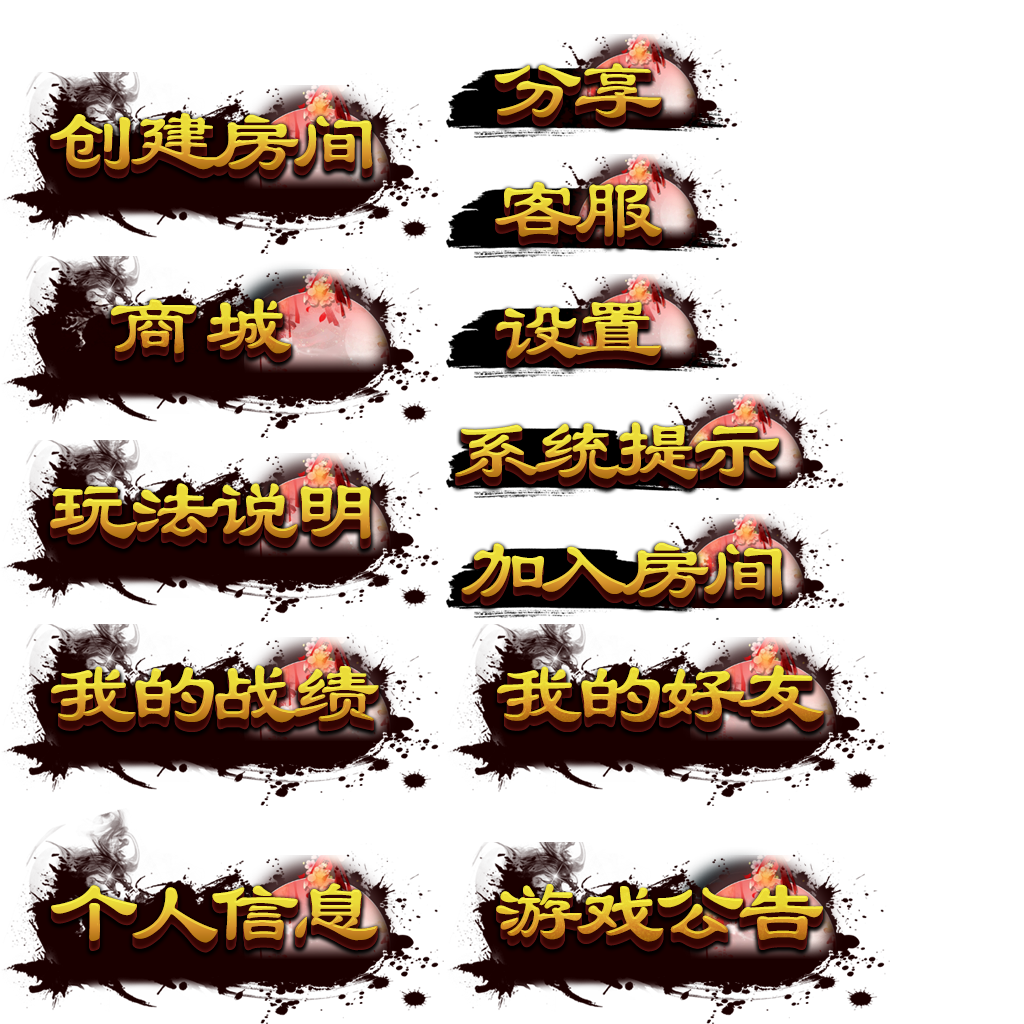 创建房间
商城
玩法说明
我的战绩
个人信息
分享
客服
设置
系统提示
加入房间
我的好友
游戏公告